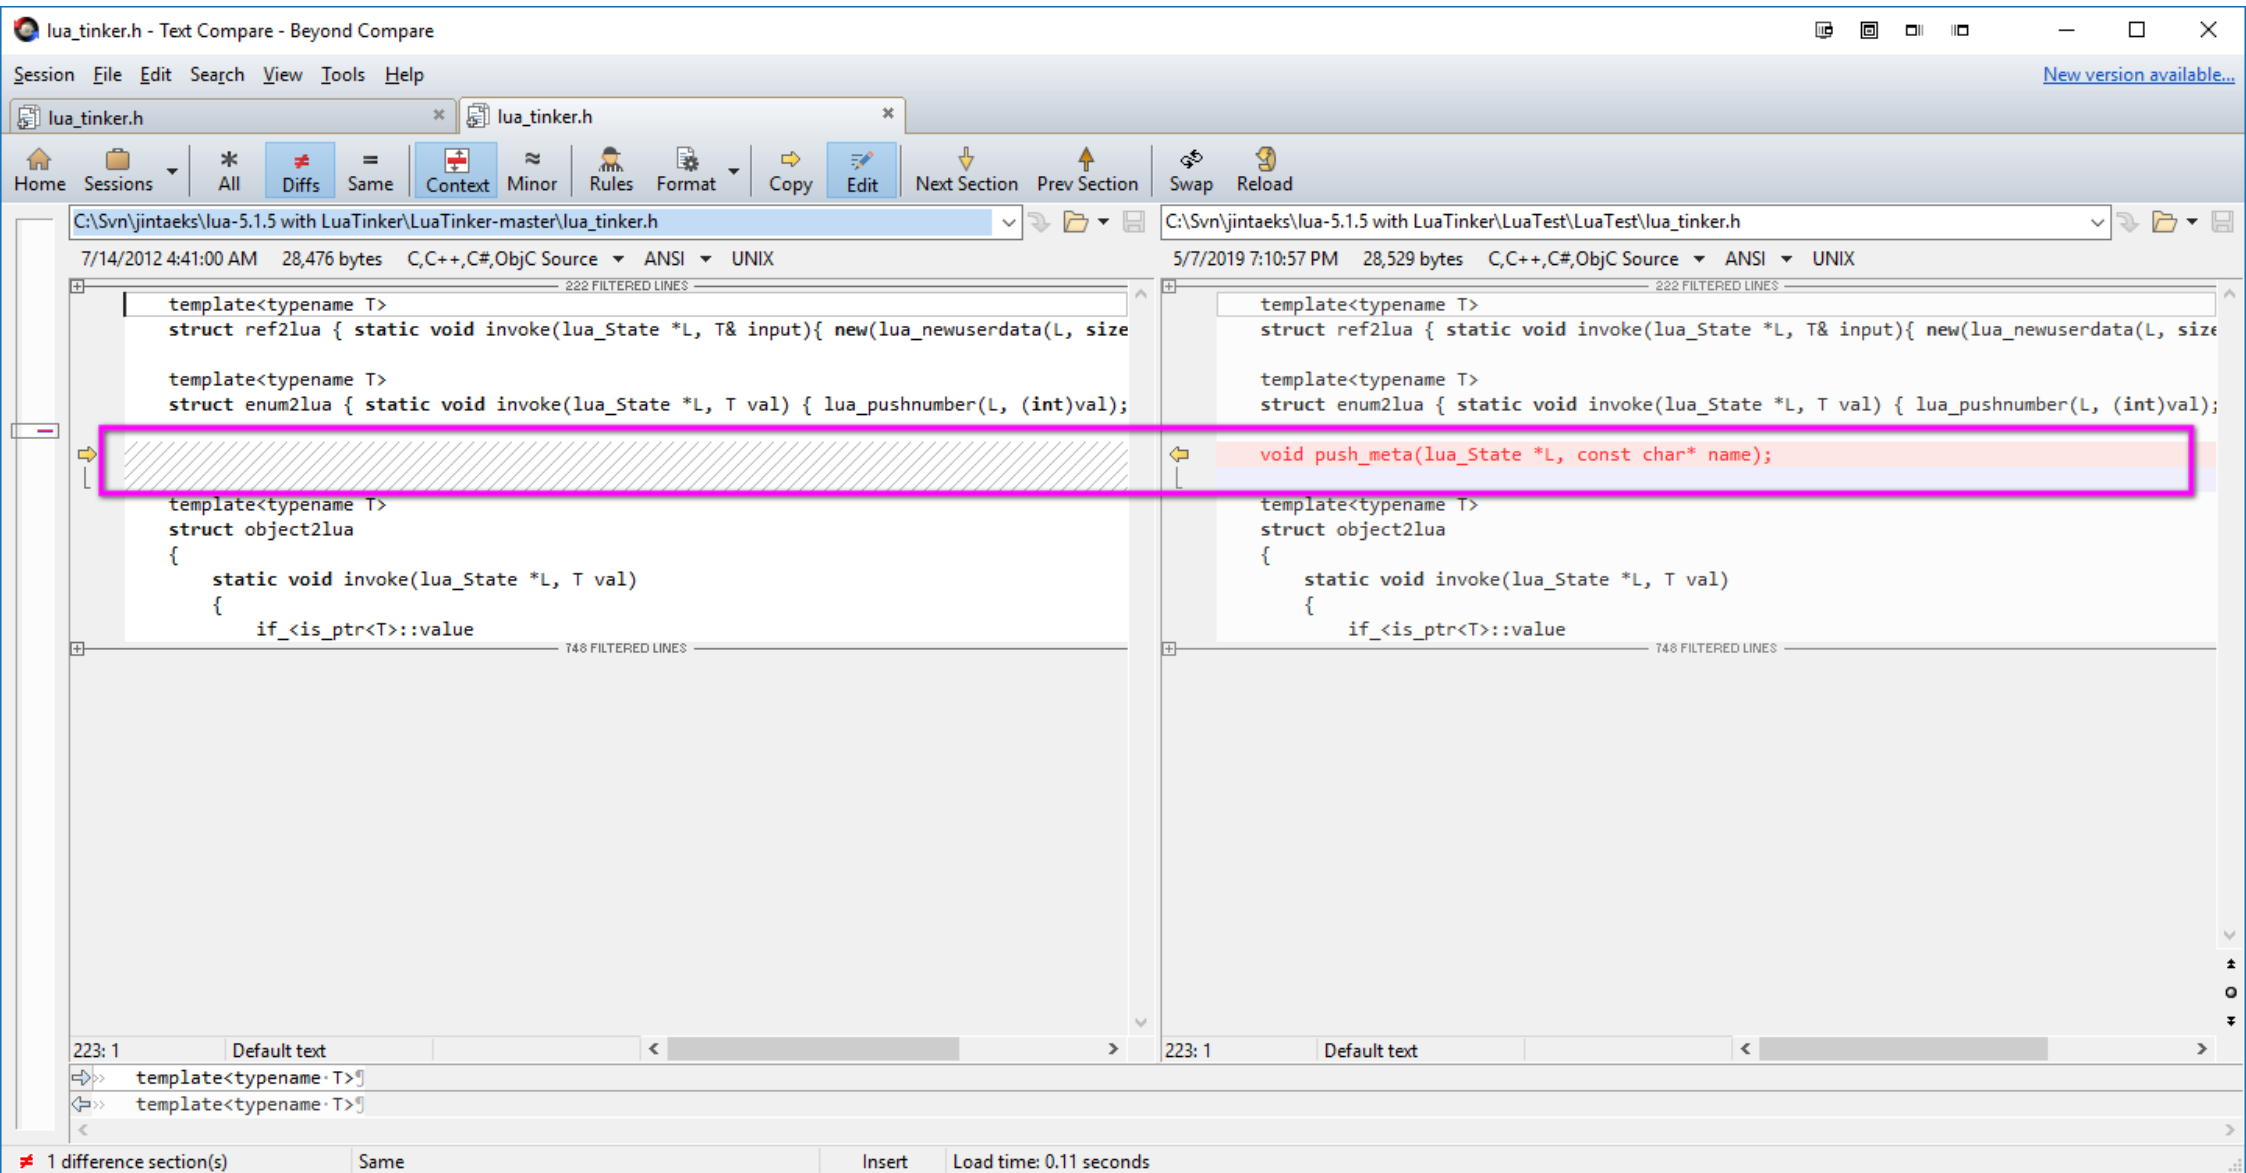 lua_tinker.h - Text Compare - Beyond Compare
Session File Edit Search View Tools Help
New version available...
lua_tinker.h
lua_tinker.h
Home Sessions All Diffs Same Context Minor Rules Format Copy Edit Next Section Prev Section Swap Reload
C:\Svn\jintaeks\lua-5.1.5 with LuaTinker\LuaTinker-master\lua_tinker.h
7/14/2012 4:41:00 AM 28,476 bytes C,C++,C#,ObjC Source ANSI UNIX
222 FILTERED LINES
template<typename T>
struct ref2lua { static void invoke(lua_State *L, T& input){ new(lua_newuserdata(L, size
template<typename T>
struct enum2lua { static void invoke(lua_State *L, T val) { lua_pushnumber(L, (int)val);
template<typename T>
struct object2lua
{
static void invoke(lua_State *L, T val)
{
if_<is_ptr<T>::value
748 FILTERED LINES
223: 1 Default text
C:\Svn\jintaeks\lua-5.1.5 with LuaTinker\LuaTest\LuaTest\lua_tinker.h
5/7/2019 7:10:57 PM 28,529 bytes C,C++,C#,ObjC Source ANSI UNIX
222 FILTERED LINES
template<typename T>
struct ref2lua { static void invoke(lua_State *L, T& input){ new(lua_newuserdata(L, size
template<typename T>
struct enum2lua { static void invoke(lua_State *L, T val) { lua_pushnumber(L, (int)val);
void push_meta(lua_State *L, const char* name);
template<typename T>
struct object2lua
{
static void invoke(lua_State *L, T val)
{
if_<is_ptr<T>::value
748 FILTERED LINES
223: 1 Default text
template<typename·T>¶
template<typename·T>¶
1 difference section(s) Same Insert Load time: 0.11 seconds